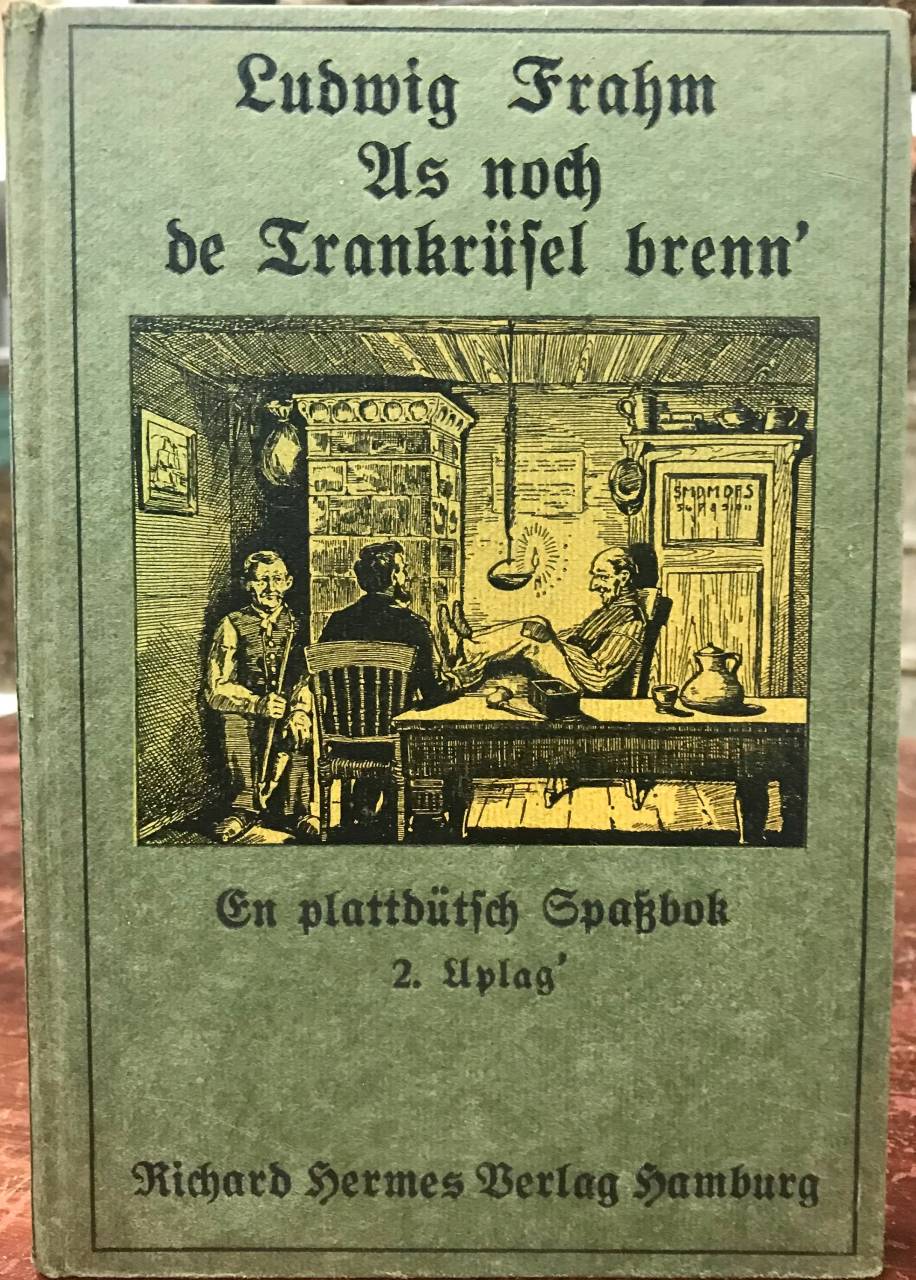 Ludwig Frahm
As noch
de Trankrüſel brenn’
En plattdütſch Spaßbok
2. Uplag’
Richard Hermes Verlag Hamburg